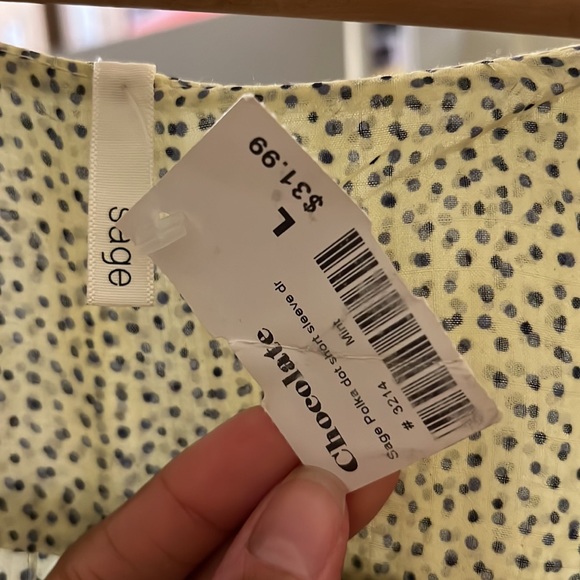 sage
Chocolate
Sage Polka dot short sleeve dr
Mint
# 3214
L
$31.99